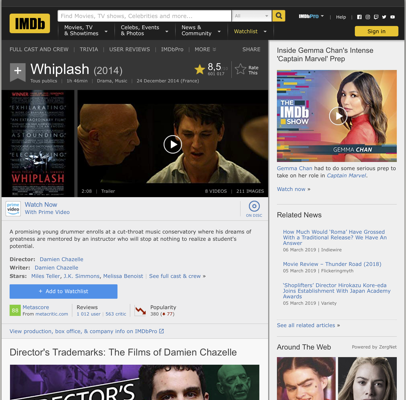 IMDb
Find Movies, TV shows, Celebrities and more...
All
IMDbPro
Help
Movies, TV
& Showtimes
Celebs, Events
& Photos
News &
Community
Watchlist
Sign in
FULL CAST AND CREW | TRIVIA | USER REVIEWS | IMDbPro | MORE
SHARE
Whiplash (2014)
Tous publics | 1h 46min | Drama, Music | 24 December 2014 (France)
8,5
Rate
This
WHIPLASH
2:08 | Trailer
8 VIDEOS | 211 IMAGES
prime video
Watch Now
With Prime Video
ON DISC
A promising young drummer enrolls at a cut-throat music conservatory where his dreams of
greatness are mentored by an instructor who will stop at nothing to realize a student's
potential.
Director: Damien Chazelle
Writer: Damien Chazelle
Stars: Miles Teller, J.K. Simmons, Melissa Benoist | See full cast & crew »
+ Add to Watchlist
88
Metascore
From metacritic.com
Reviews
1 012 user | 563 critic
Popularity
380 (77)
View production, box office, & company info on IMDbPro
Director's Trademarks: The Films of Damien Chazelle
DIRECTOR'S
Inside Gemma Chan's Intense
'Captain Marvel' Prep
THE
IMDb
SHOW
GEMMA CHAN
Gemma Chan had to do some serious prep to
take on her role in Captain Marvel.
Watch now »
Related News
How Much Would 'Roma' Have Grossed
With a Traditional Release? We Have An
Answer
06 March 2019 | Indiewire
Movie Review – Thunder Road (2018)
05 March 2019 | Flickeringmyth
'Shoplifters' Director Hirokazu Kore-eda
Joins Establishment With Japan Academy
Awards
05 March 2019 | Variety
See all related articles »
Around The Web
Powered by ZergNet